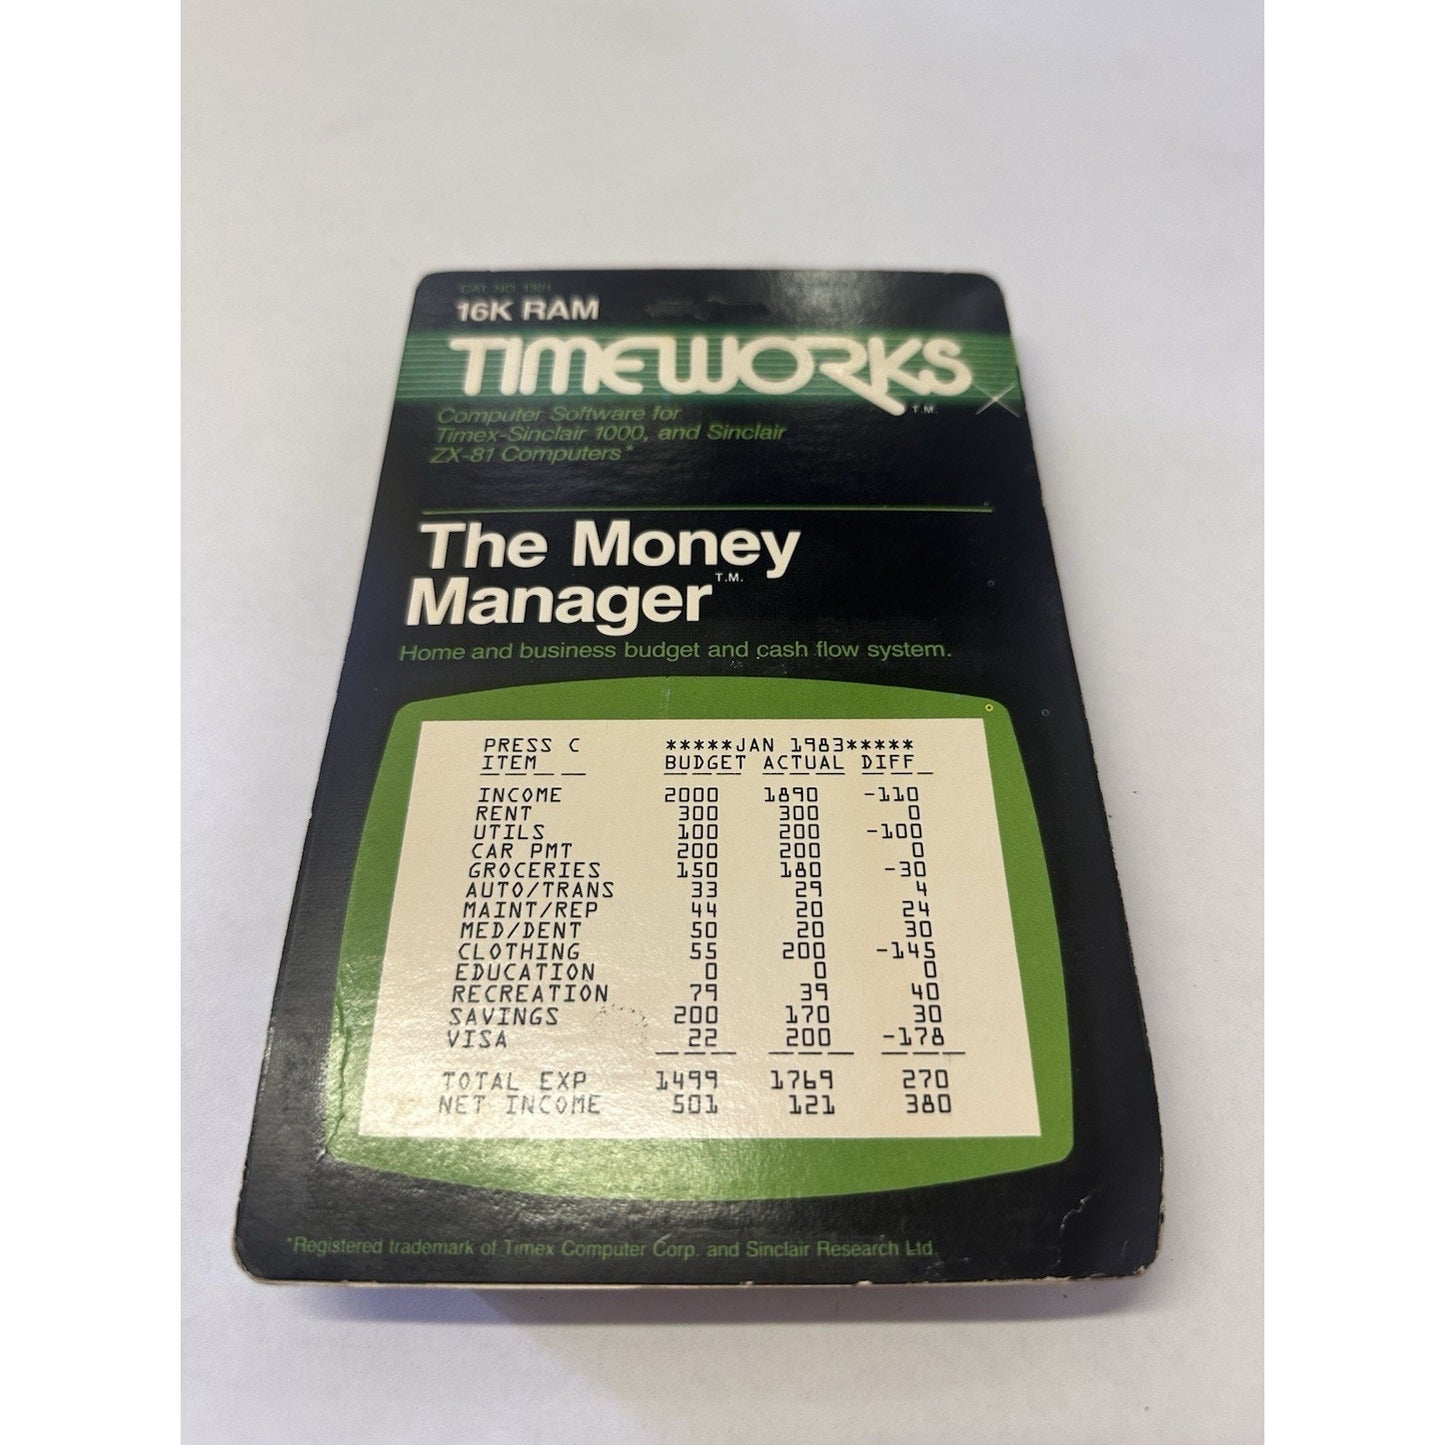 CAT. NO. 1301
16K RAM
TIMEWORKS
T.M.
Computer Software for
Timex-Sinclair 1000, and Sinclair
ZX-81 Computers*
The Money
Manager T.M.
Home and business budget and cash flow system.
PRESS C *****JAN 1983*****
ITEM BUDGET ACTUAL DIFF
INCOME 2000 1890 -110
RENT 300 300 0
UTILS 100 200 -100
CAR PMT 200 200 0
GROCERIES 150 180 -30
AUTO/TRANS 33 29 4
MAINT/REP 44 20 24
MED/DENT 50 20 30
CLOTHING 55 200 -145
EDUCATION 0 0 0
RECREATION 79 39 40
SAVINGS 200 170 30
VISA 22 200 -178
TOTAL EXP 1499 1769 270
NET INCOME 501 121 380
*Registered trademark of Timex Computer Corp. and Sinclair Research Ltd